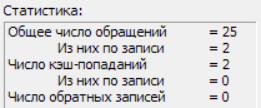 Статистика:
Общее число обращений = 25
Из них по записи = 2
Число кэш-попаданий = 2
Из них по записи = 0
Число обратных записей = 0